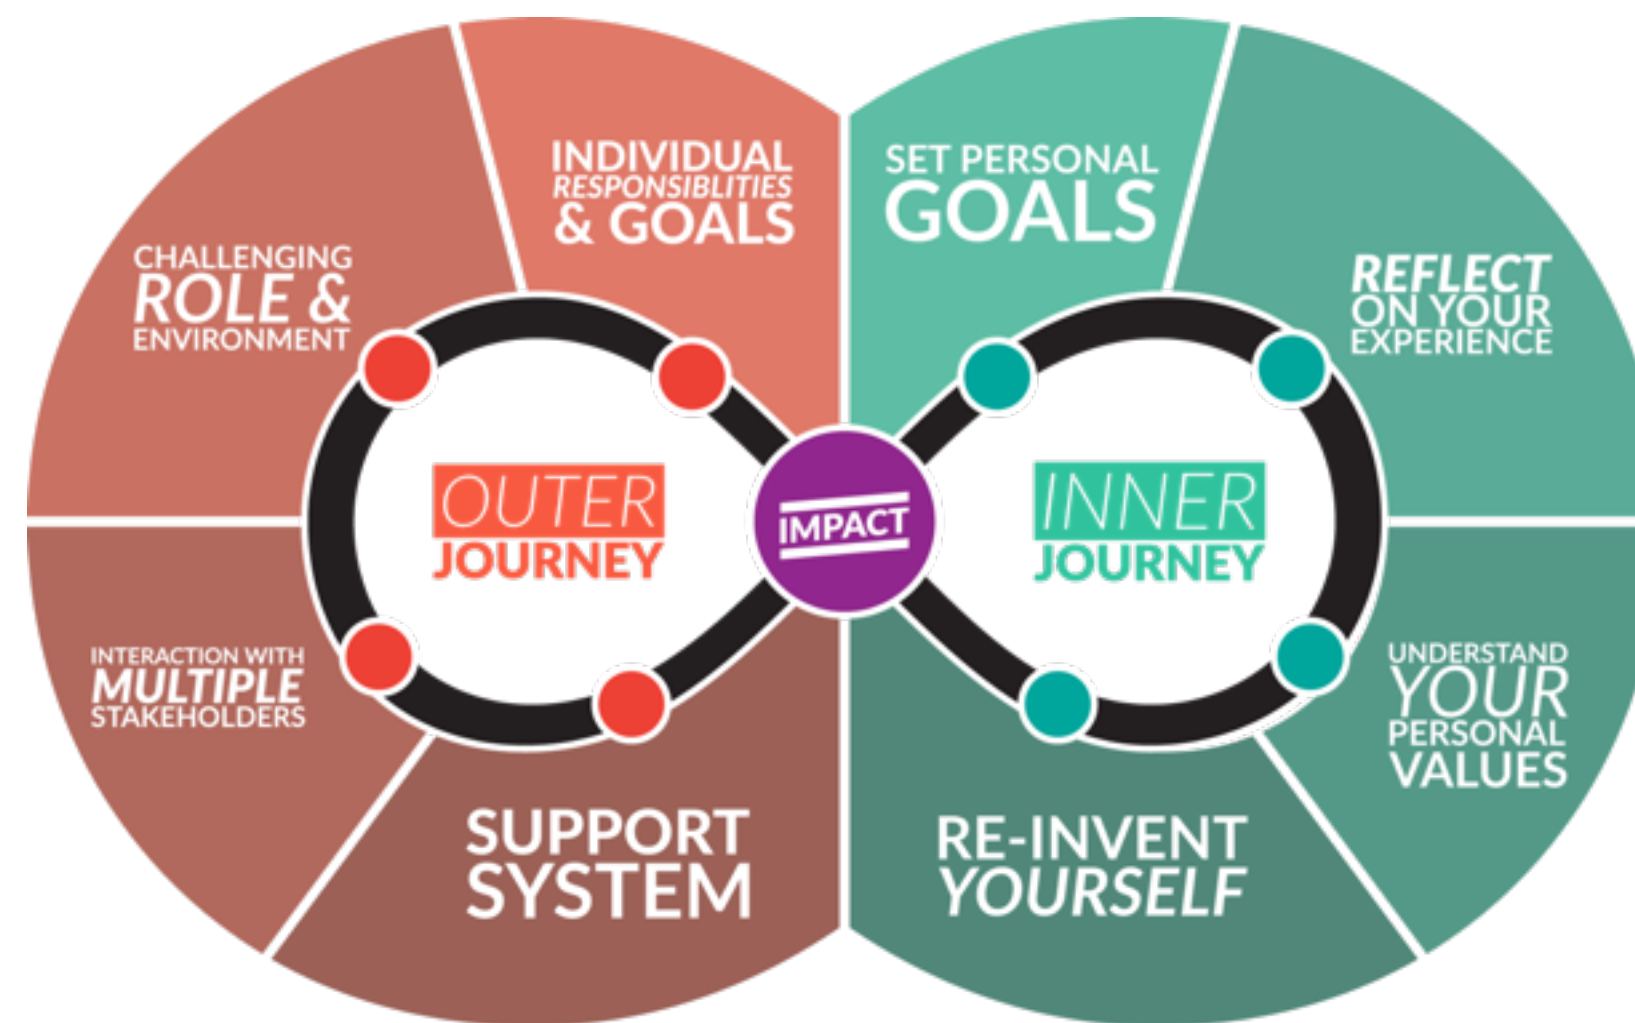 INDIVIDUAL
RESPONSIBLITIES
& GOALS
SET PERSONAL
GOALS
CHALLENGING
ROLE &
ENVIRONMENT
REFLECT
ON YOUR
EXPERIENCE
OUTER
JOURNEY
IMPACT
INNER
JOURNEY
INTERACTION WITH
MULTIPLE
STAKEHOLDERS
UNDERSTAND
YOUR
PERSONAL
VALUES
SUPPORT
SYSTEM
RE-INVENT
YOURSELF